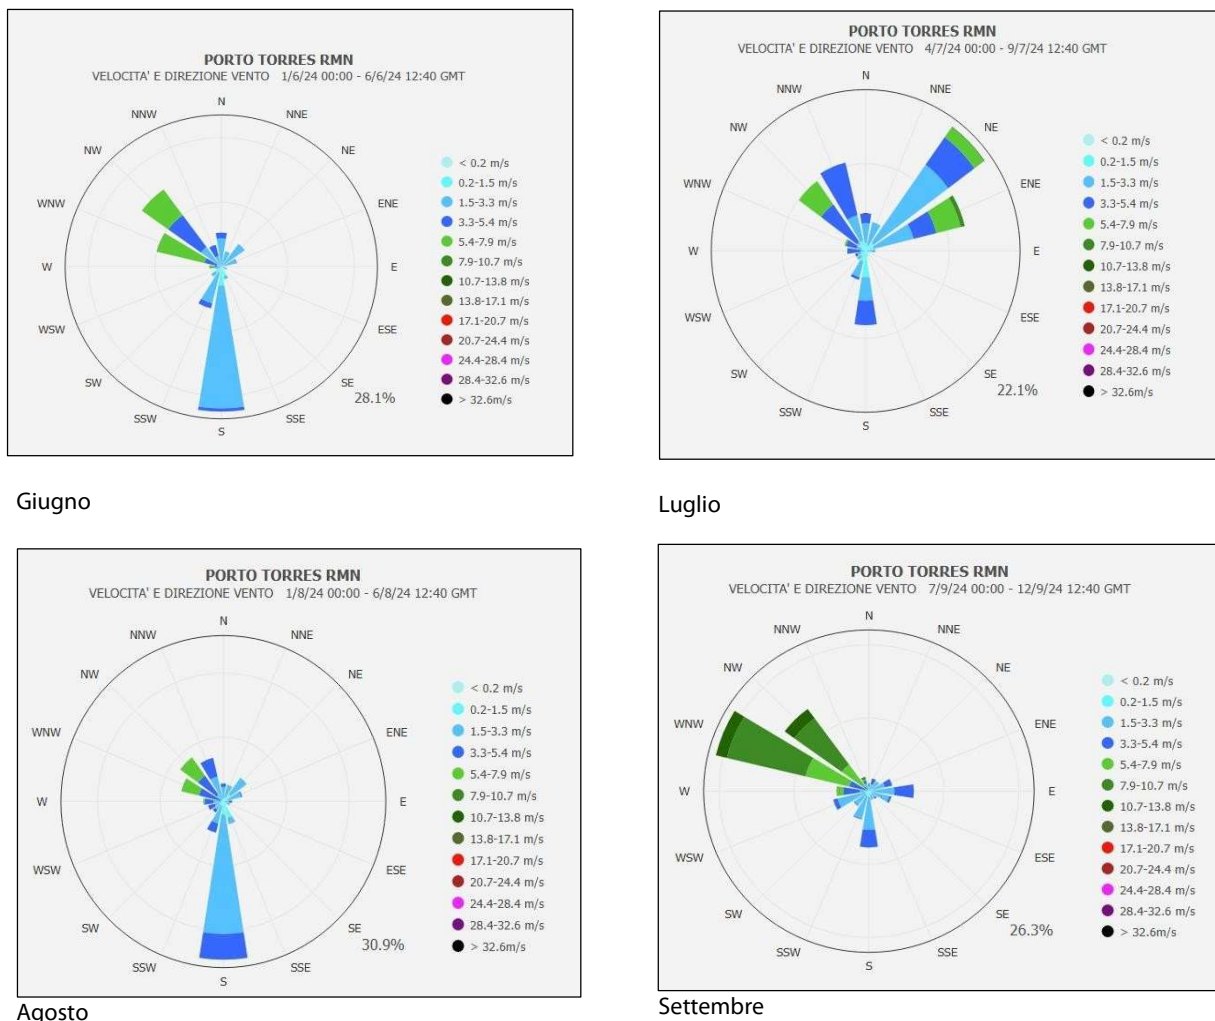 PORTO TORRES RMN
VELOCITA' E DIREZIONE VENTO 1/6/24 00:00 - 6/6/24 12:40 GMT
N
NNE
NE
ENE
E
ESE
SE
SSE
S
SSW
SW
WSW
W
WNW
NW
NNW
28.1%
< 0.2 m/s
0.2-1.5 m/s
1.5-3.3 m/s
3.3-5.4 m/s
5.4-7.9 m/s
7.9-10.7 m/s
10.7-13.8 m/s
13.8-17.1 m/s
17.1-20.7 m/s
20.7-24.4 m/s
24.4-28.4 m/s
28.4-32.6 m/s
> 32.6m/s
Giugno
PORTO TORRES RMN
VELOCITA' E DIREZIONE VENTO 4/7/24 00:00 - 9/7/24 12:40 GMT
N
NNE
NE
ENE
E
ESE
SE
SSE
S
SSW
SW
WSW
W
WNW
NW
NNW
22.1%
< 0.2 m/s
0.2-1.5 m/s
1.5-3.3 m/s
3.3-5.4 m/s
5.4-7.9 m/s
7.9-10.7 m/s
10.7-13.8 m/s
13.8-17.1 m/s
17.1-20.7 m/s
20.7-24.4 m/s
24.4-28.4 m/s
28.4-32.6 m/s
> 32.6m/s
Luglio
PORTO TORRES RMN
VELOCITA' E DIREZIONE VENTO 1/8/24 00:00 - 6/8/24 12:40 GMT
N
NNE
NE
ENE
E
ESE
SE
SSE
S
SSW
SW
WSW
W
WNW
NW
NNW
30.9%
< 0.2 m/s
0.2-1.5 m/s
1.5-3.3 m/s
3.3-5.4 m/s
5.4-7.9 m/s
7.9-10.7 m/s
10.7-13.8 m/s
13.8-17.1 m/s
17.1-20.7 m/s
20.7-24.4 m/s
24.4-28.4 m/s
28.4-32.6 m/s
> 32.6m/s
Agosto
PORTO TORRES RMN
VELOCITA' E DIREZIONE VENTO 7/9/24 00:00 - 12/9/24 12:40 GMT
N
NNE
NE
ENE
E
ESE
SE
SSE
S
SSW
SW
WSW
W
WNW
NW
NNW
26.3%
< 0.2 m/s
0.2-1.5 m/s
1.5-3.3 m/s
3.3-5.4 m/s
5.4-7.9 m/s
7.9-10.7 m/s
10.7-13.8 m/s
13.8-17.1 m/s
17.1-20.7 m/s
20.7-24.4 m/s
24.4-28.4 m/s
28.4-32.6 m/s
> 32.6m/s
Settembre